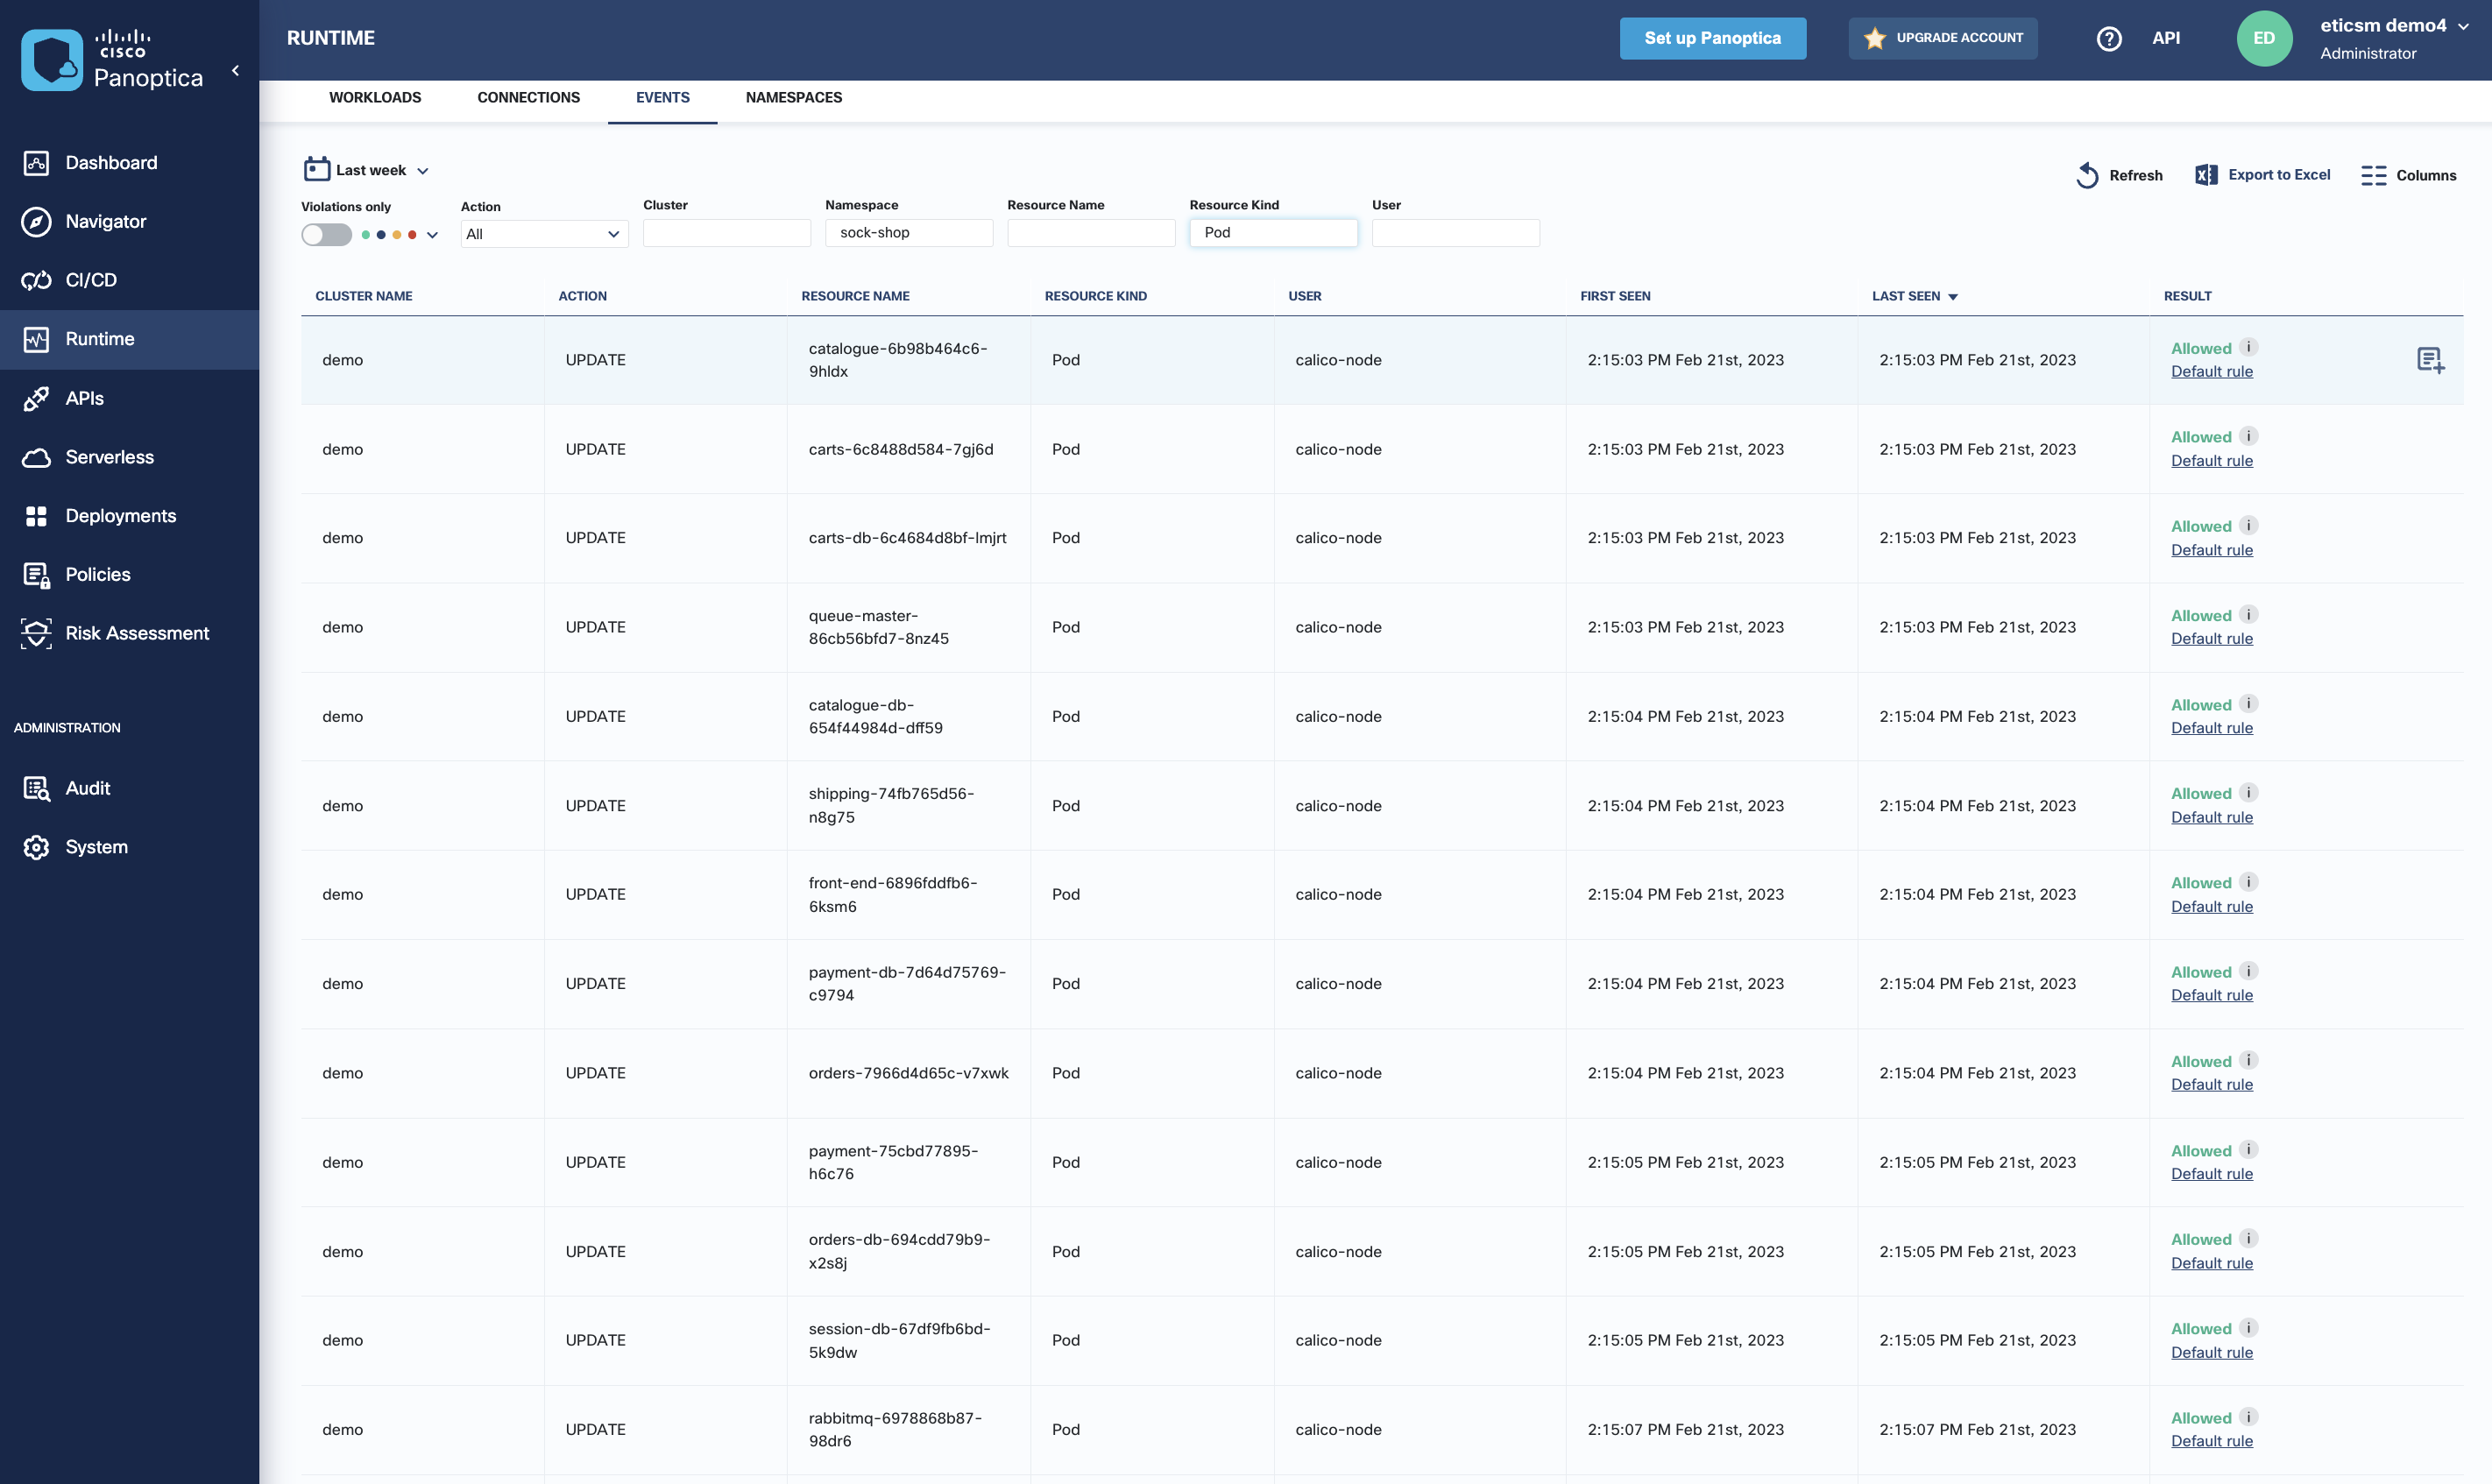 cisco
Panoptica
RUNTIME
Set up Panoptica
UPGRADE ACCOUNT
?
API
ED
eticsm demo4
Administrator
Dashboard
Navigator
CI/CD
Runtime
APIs
Serverless
Deployments
Policies
Risk Assessment
ADMINISTRATION
Audit
System
WORKLOADS CONNECTIONS EVENTS NAMESPACES
Last week
Refresh Export to Excel Columns
Violations only Action Cluster Namespace Resource Name Resource Kind User
All sock-shop Pod
CLUSTER NAME ACTION RESOURCE NAME RESOURCE KIND USER FIRST SEEN LAST SEEN RESULT
demo UPDATE catalogue-6b98b464c6- Pod calico-node 2:15:03 PM Feb 21st, 2023 2:15:03 PM Feb 21st, 2023 Allowed i
9hldx Default rule
demo UPDATE carts-6c8488d584-7gj6d Pod calico-node 2:15:03 PM Feb 21st, 2023 2:15:03 PM Feb 21st, 2023 Allowed i
Default rule
demo UPDATE carts-db-6c4684d8bf-lmjrt Pod calico-node 2:15:03 PM Feb 21st, 2023 2:15:03 PM Feb 21st, 2023 Allowed i
Default rule
demo UPDATE queue-master- Pod calico-node 2:15:03 PM Feb 21st, 2023 2:15:03 PM Feb 21st, 2023 Allowed i
86cb56bfd7-8nz45 Default rule
demo UPDATE catalogue-db- Pod calico-node 2:15:04 PM Feb 21st, 2023 2:15:04 PM Feb 21st, 2023 Allowed i
654f44984d-dff59 Default rule
demo UPDATE shipping-74fb765d56- Pod calico-node 2:15:04 PM Feb 21st, 2023 2:15:04 PM Feb 21st, 2023 Allowed i
n8g75 Default rule
demo UPDATE front-end-6896fddfb6- Pod calico-node 2:15:04 PM Feb 21st, 2023 2:15:04 PM Feb 21st, 2023 Allowed i
6ksm6 Default rule
demo UPDATE payment-db-7d64d75769- Pod calico-node 2:15:04 PM Feb 21st, 2023 2:15:04 PM Feb 21st, 2023 Allowed i
c9794 Default rule
demo UPDATE orders-7966d4d65c-v7xwk Pod calico-node 2:15:04 PM Feb 21st, 2023 2:15:04 PM Feb 21st, 2023 Allowed i
Default rule
demo UPDATE payment-75cbd77895- Pod calico-node 2:15:05 PM Feb 21st, 2023 2:15:05 PM Feb 21st, 2023 Allowed i
h6c76 Default rule
demo UPDATE orders-db-694cdd79b9- Pod calico-node 2:15:05 PM Feb 21st, 2023 2:15:05 PM Feb 21st, 2023 Allowed i
x2s8j Default rule
demo UPDATE session-db-67df9fb6bd- Pod calico-node 2:15:05 PM Feb 21st, 2023 2:15:05 PM Feb 21st, 2023 Allowed i
5k9dw Default rule
demo UPDATE rabbitmq-6978868b87- Pod calico-node 2:15:07 PM Feb 21st, 2023 2:15:07 PM Feb 21st, 2023 Allowed i
98dr6 Default rule